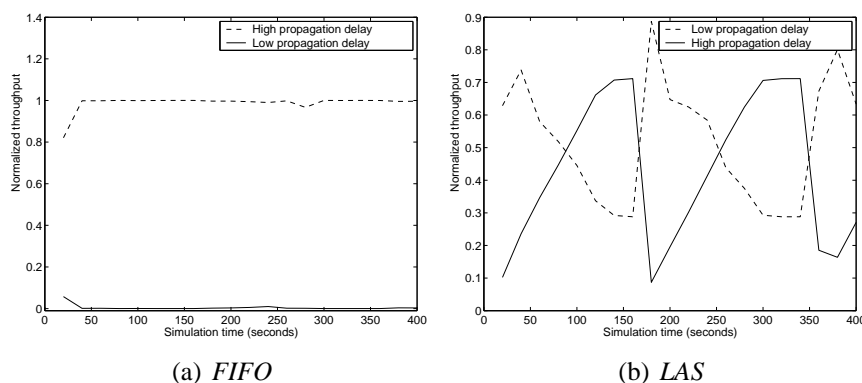 1.4
1.2
1
0.8
0.6
0.4
0.2
0
Normalized throughput
High propagation delay
Low propagation delay
0 50 100 150 200 250 300 350 400
Simulation time (seconds)
(a) FIFO
0.9
0.8
0.7
0.6
0.5
0.4
0.3
0.2
0.1
0
Normalized throughput
Low propagation delay
High propagation delay
0 50 100 150 200 250 300 350 400
Simulation time (seconds)
(b) LAS